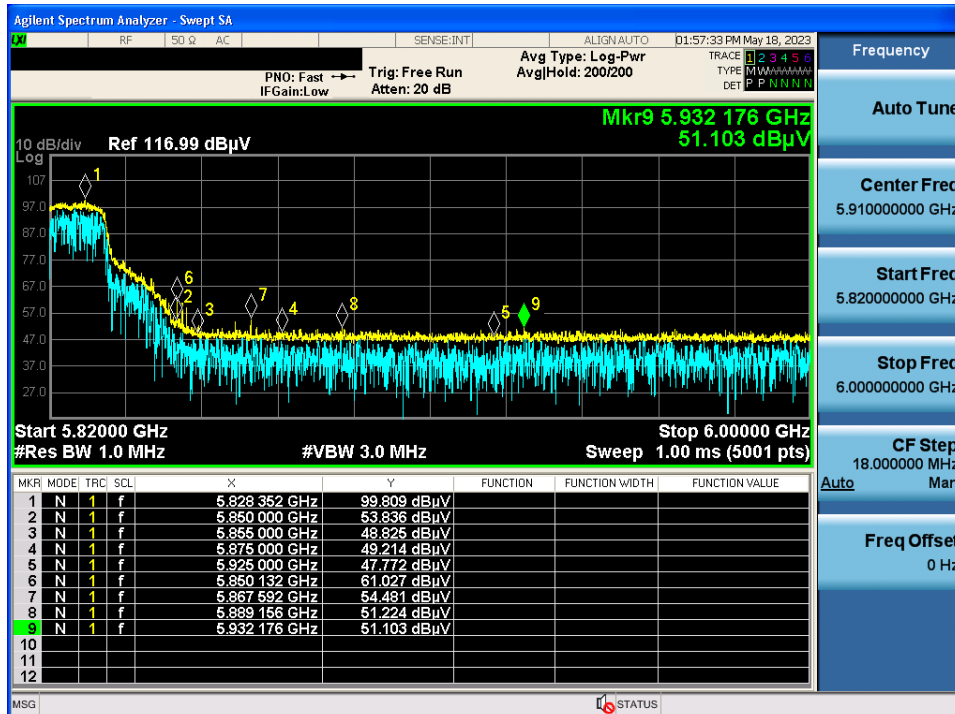 Agilent Spectrum Analyzer - Swept SA
LXI RF 50 Ω AC SENSE:INT ALIGN AUTO 01:57:33 PM May 18, 2023
PNO: Fast Trig: Free Run Avg Type: Log-Pwr TRACE 1 2 3 4 5 6
IFGain:Low Atten: 20 dB Avg|Hold: 200/200 TYPE M WWWWW
DET P P N N N N
Mkr9 5.932 176 GHz
51.103 dBµV
10 dB/div Ref 116.99 dBµV
Log
107
97.0
87.0
77.0
67.0
57.0
47.0
37.0
27.0
1
6
2
3
7
4
8
5
9
Start 5.82000 GHz Stop 6.00000 GHz
#Res BW 1.0 MHz #VBW 3.0 MHz Sweep 1.00 ms (5001 pts)
MKR MODE TRC SCL X Y FUNCTION FUNCTION WIDTH FUNCTION VALUE
1 N 1 f 5.828 352 GHz 99.809 dBµV
2 N 1 f 5.850 000 GHz 53.836 dBµV
3 N 1 f 5.855 000 GHz 48.825 dBµV
4 N 1 f 5.875 000 GHz 49.214 dBµV
5 N 1 f 5.925 000 GHz 47.772 dBµV
6 N 1 f 5.850 132 GHz 61.027 dBµV
7 N 1 f 5.867 592 GHz 54.481 dBµV
8 N 1 f 5.889 156 GHz 51.224 dBµV
9 N 1 f 5.932 176 GHz 51.103 dBµV
10
11
12
MSG STATUS
Frequency
Auto Tune
Center Freq
5.910000000 GHz
Start Freq
5.820000000 GHz
Stop Freq
6.000000000 GHz
CF Step
18.000000 MHz
Auto Man
Freq Offset
0 Hz